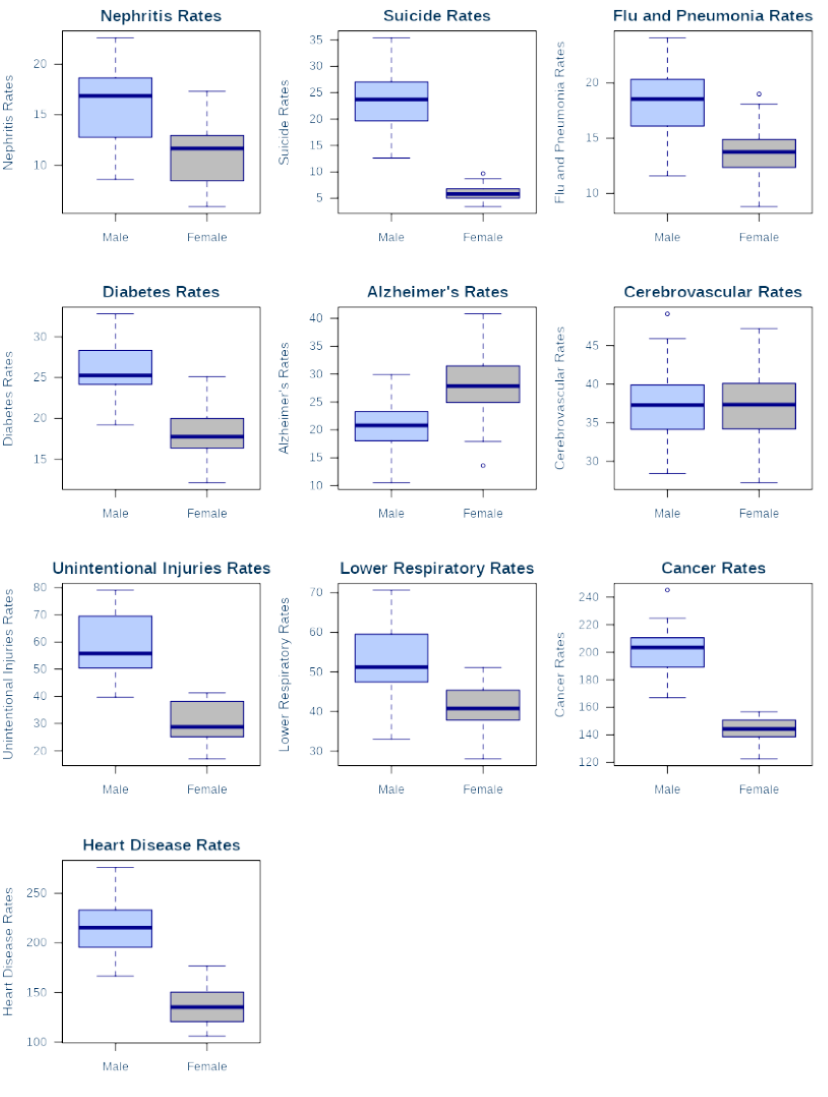 Nephritis Rates
Nephritis Rates
20
15
10
Male Female
Suicide Rates
Suicide Rates
35
30
25
20
15
10
5
Male Female
Flu and Pneumonia Rates
Flu and Pneumonia Rates
20
15
10
Male Female
Diabetes Rates
Diabetes Rates
30
25
20
15
Male Female
Alzheimer's Rates
Alzheimer's Rates
40
35
30
25
20
15
10
Male Female
Cerebrovascular Rates
Cerebrovascular Rates
45
40
35
30
Male Female
Unintentional Injuries Rates
Unintentional Injuries Rates
80
70
60
50
40
30
20
Male Female
Lower Respiratory Rates
Lower Respiratory Rates
70
60
50
40
30
Male Female
Cancer Rates
Cancer Rates
240
220
200
180
160
140
120
Male Female
Heart Disease Rates
Heart Disease Rates
250
200
150
100
Male Female